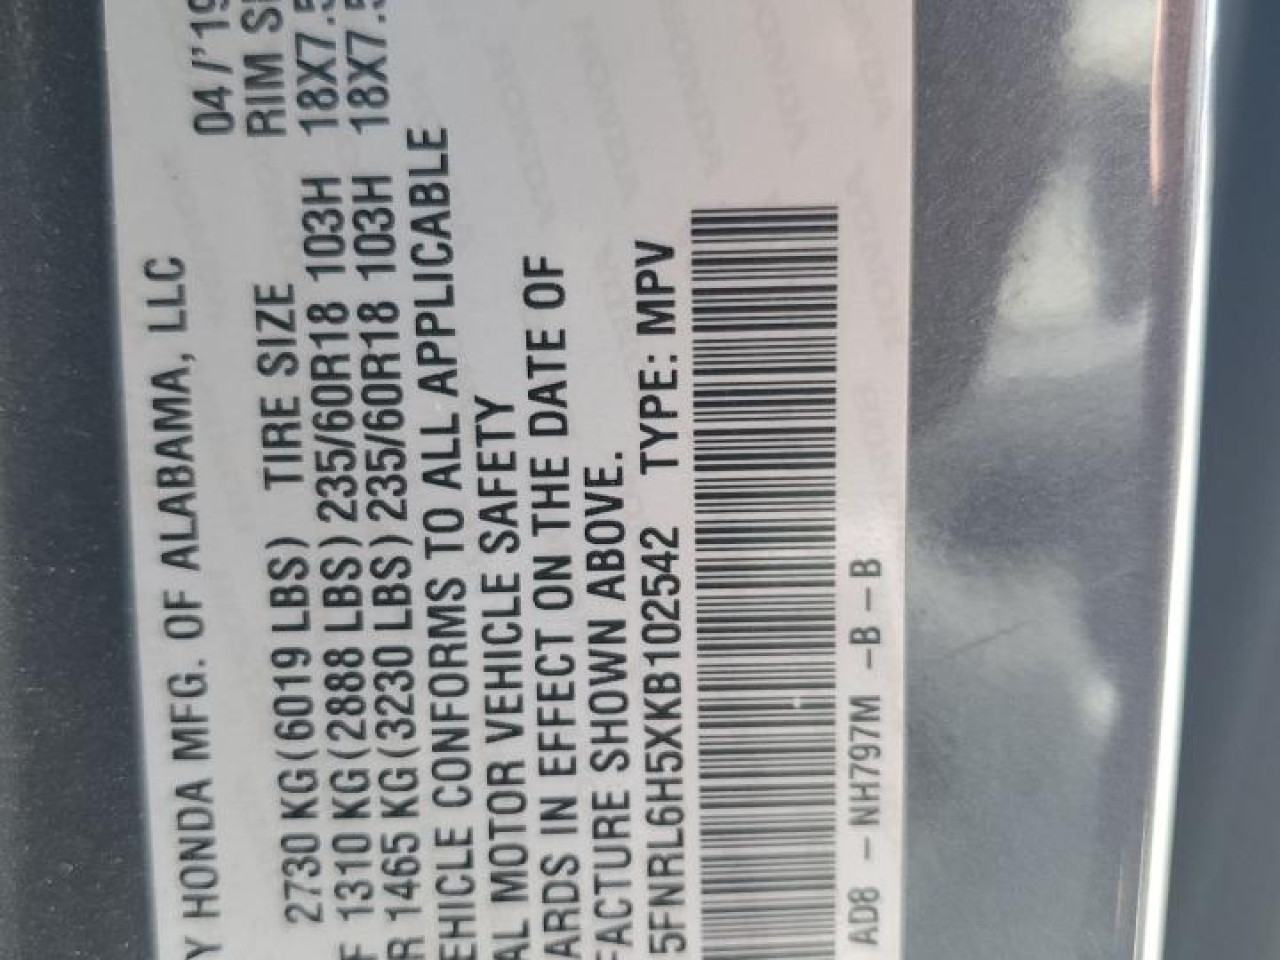 Y HONDA MFG. OF ALABAMA, LLC
04/'19
2730 KG(6019 LBS) TIRE SIZE RIM S
F 1310 KG(2888 LBS) 235/60R18 103H 18X7.5
R 1465 KG(3230 LBS) 235/60R18 103H 18X7.5
EHICLE CONFORMS TO ALL APPLICABLE
AL MOTOR VEHICLE SAFETY
ARDS IN EFFECT ON THE DATE OF
FACTURE SHOWN ABOVE.
5FNRL6H5XKB102542 TYPE: MPV
AD8 -NH797M -B-B